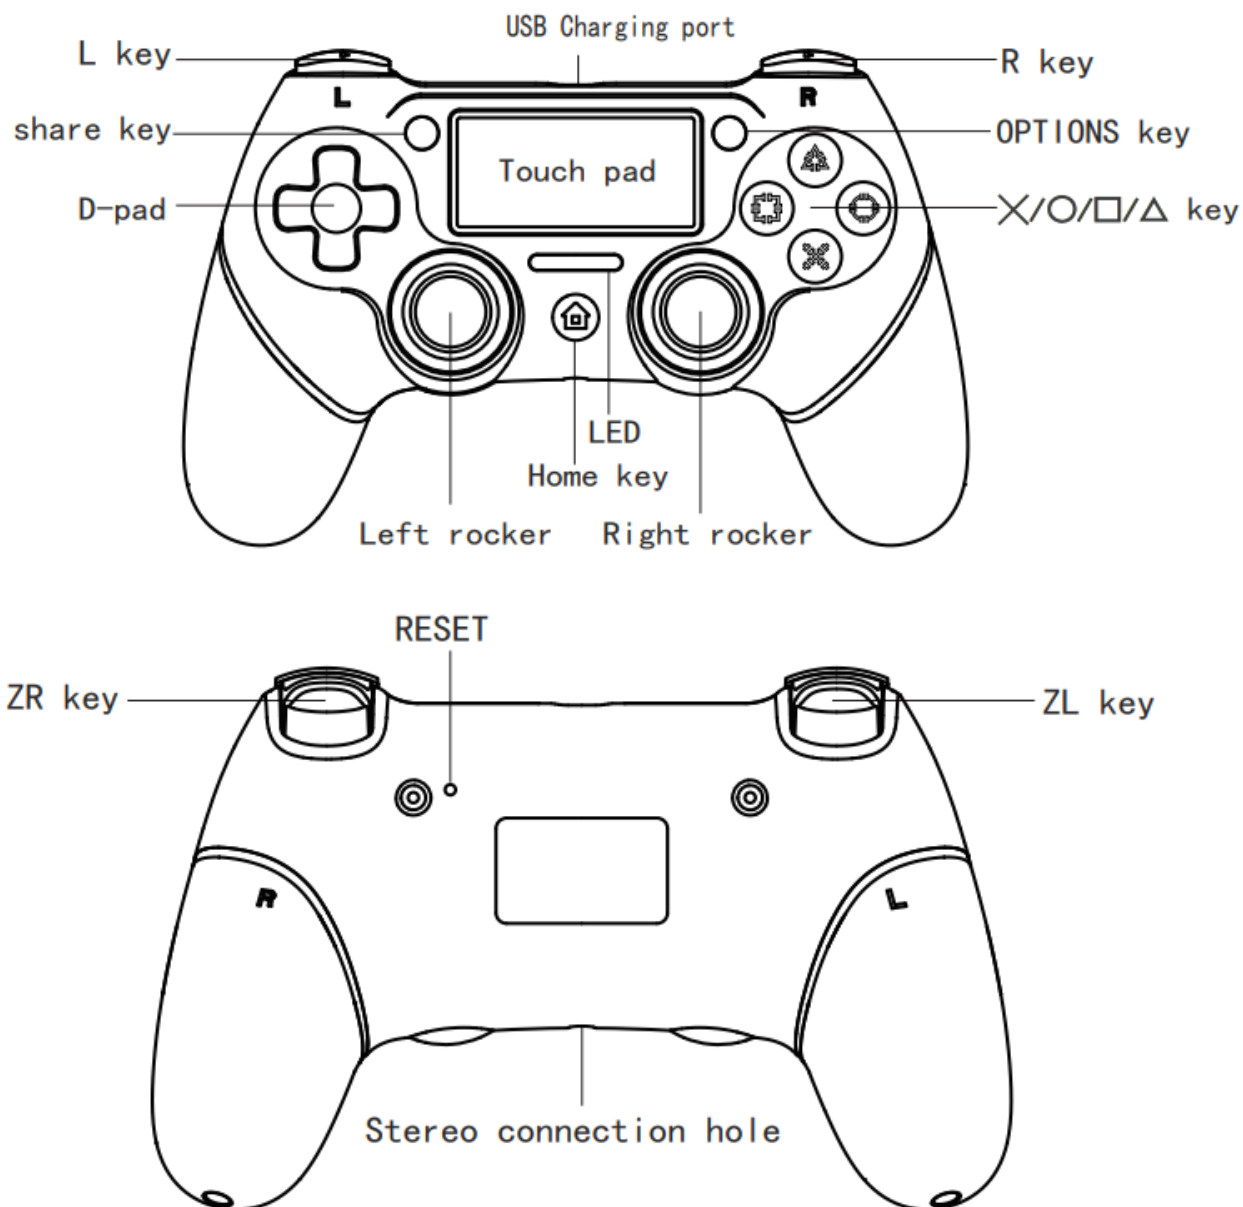 USB Charging port
L key
R key
L
R
share key
OPTIONS key
Touch pad
D-pad
X/○/□/△ key
LED
Home key
Left rocker
Right rocker
RESET
ZR key
ZL key
R
L
Stereo connection hole